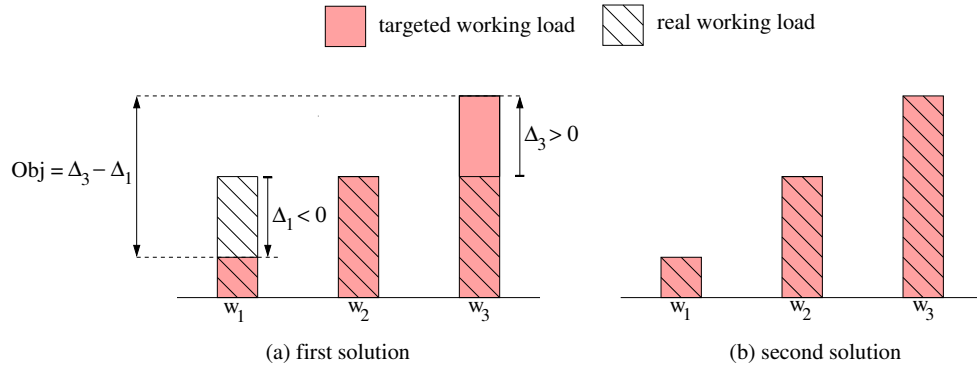 targeted working load
real working load
Obj = Δ3 − Δ1
Δ1 < 0
Δ3 > 0
w1
w2
w3
w1
w2
w3
(a) first solution
(b) second solution